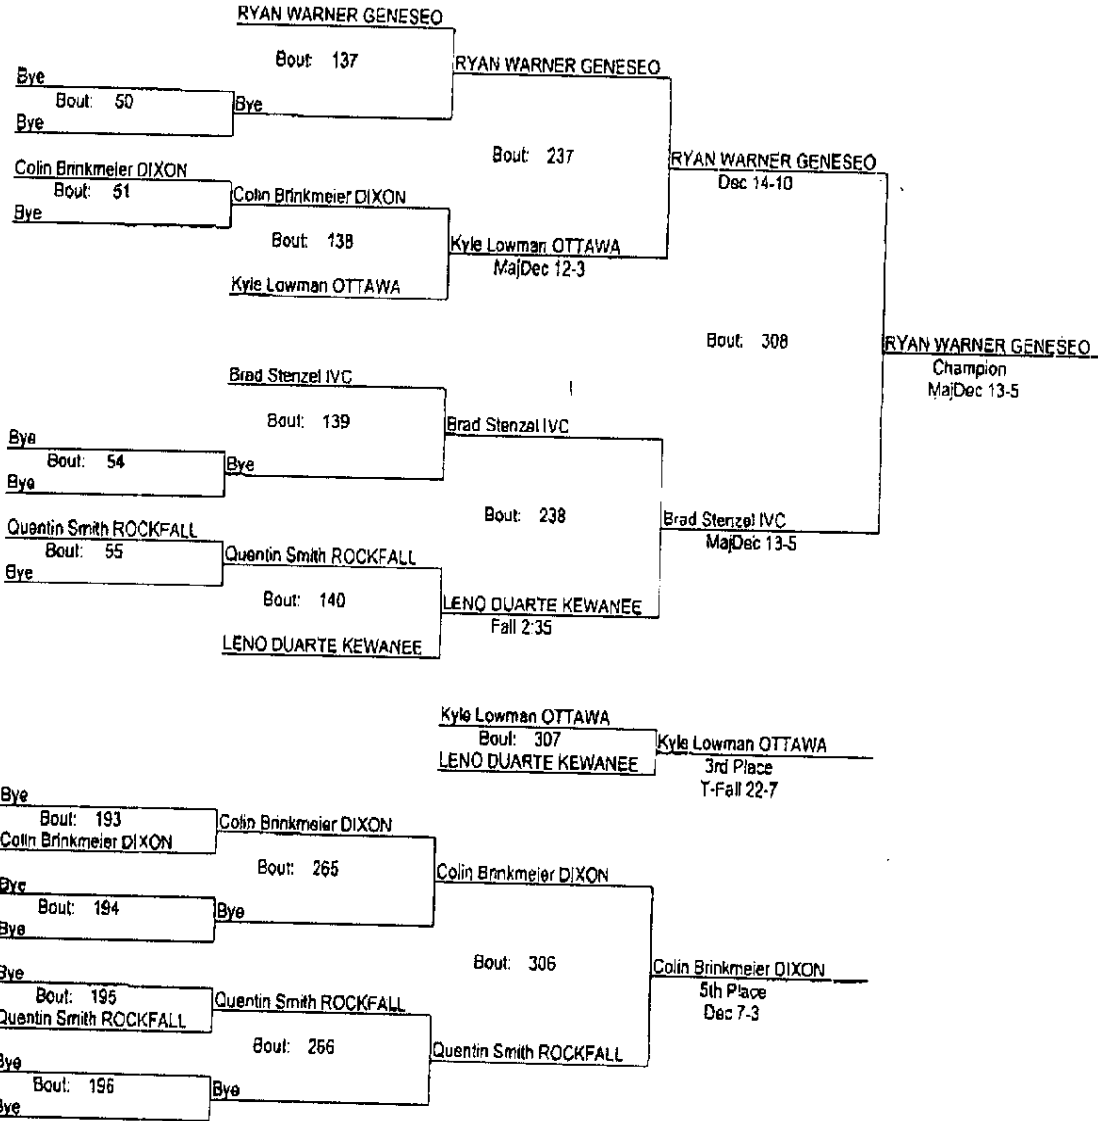 RYAN WARNER GENESEO
Bout: 137
RYAN WARNER GENESEO
Bye
Bout: 50
Bye
Bye
Bout: 237
RYAN WARNER GENESEO
Dec 14-10
Colin Brinkmeier DIXON
Bout: 51
Colin Brinkmeier DIXON
Bye
Bout: 138
Kyle Lowman OTTAWA
MajDec 12-3
Kyle Lowman OTTAWA
Bout: 308
RYAN WARNER GENESEO
Champion
MajDec 13-5
Brad Stenzel IVC
Bout: 139
Brad Stenzel IVC
Bye
Bout: 54
Bye
Bye
Bout: 238
Brad Stenzel IVC
MajDec 13-5
Quentin Smith ROCKFALL
Bout: 55
Quentin Smith ROCKFALL
Bye
Bout: 140
LENO DUARTE KEWANEE
Fall 2:35
LENO DUARTE KEWANEE
Kyle Lowman OTTAWA
Bout: 307
Kyle Lowman OTTAWA
LENO DUARTE KEWANEE
3rd Place
T-Fall 22-7
Bye
Bout: 193
Colin Brinkmeier DIXON
Colin Brinkmeier DIXON
Bout: 265
Colin Brinkmeier DIXON
Bye
Bout: 194
Bye
Bye
Bout: 306
Colin Brinkmeier DIXON
5th Place
Dec 7-3
Bye
Bout: 195
Quentin Smith ROCKFALL
Quentin Smith ROCKFALL
Bout: 266
Quentin Smith ROCKFALL
Bye
Bout: 196
Bye
Bye